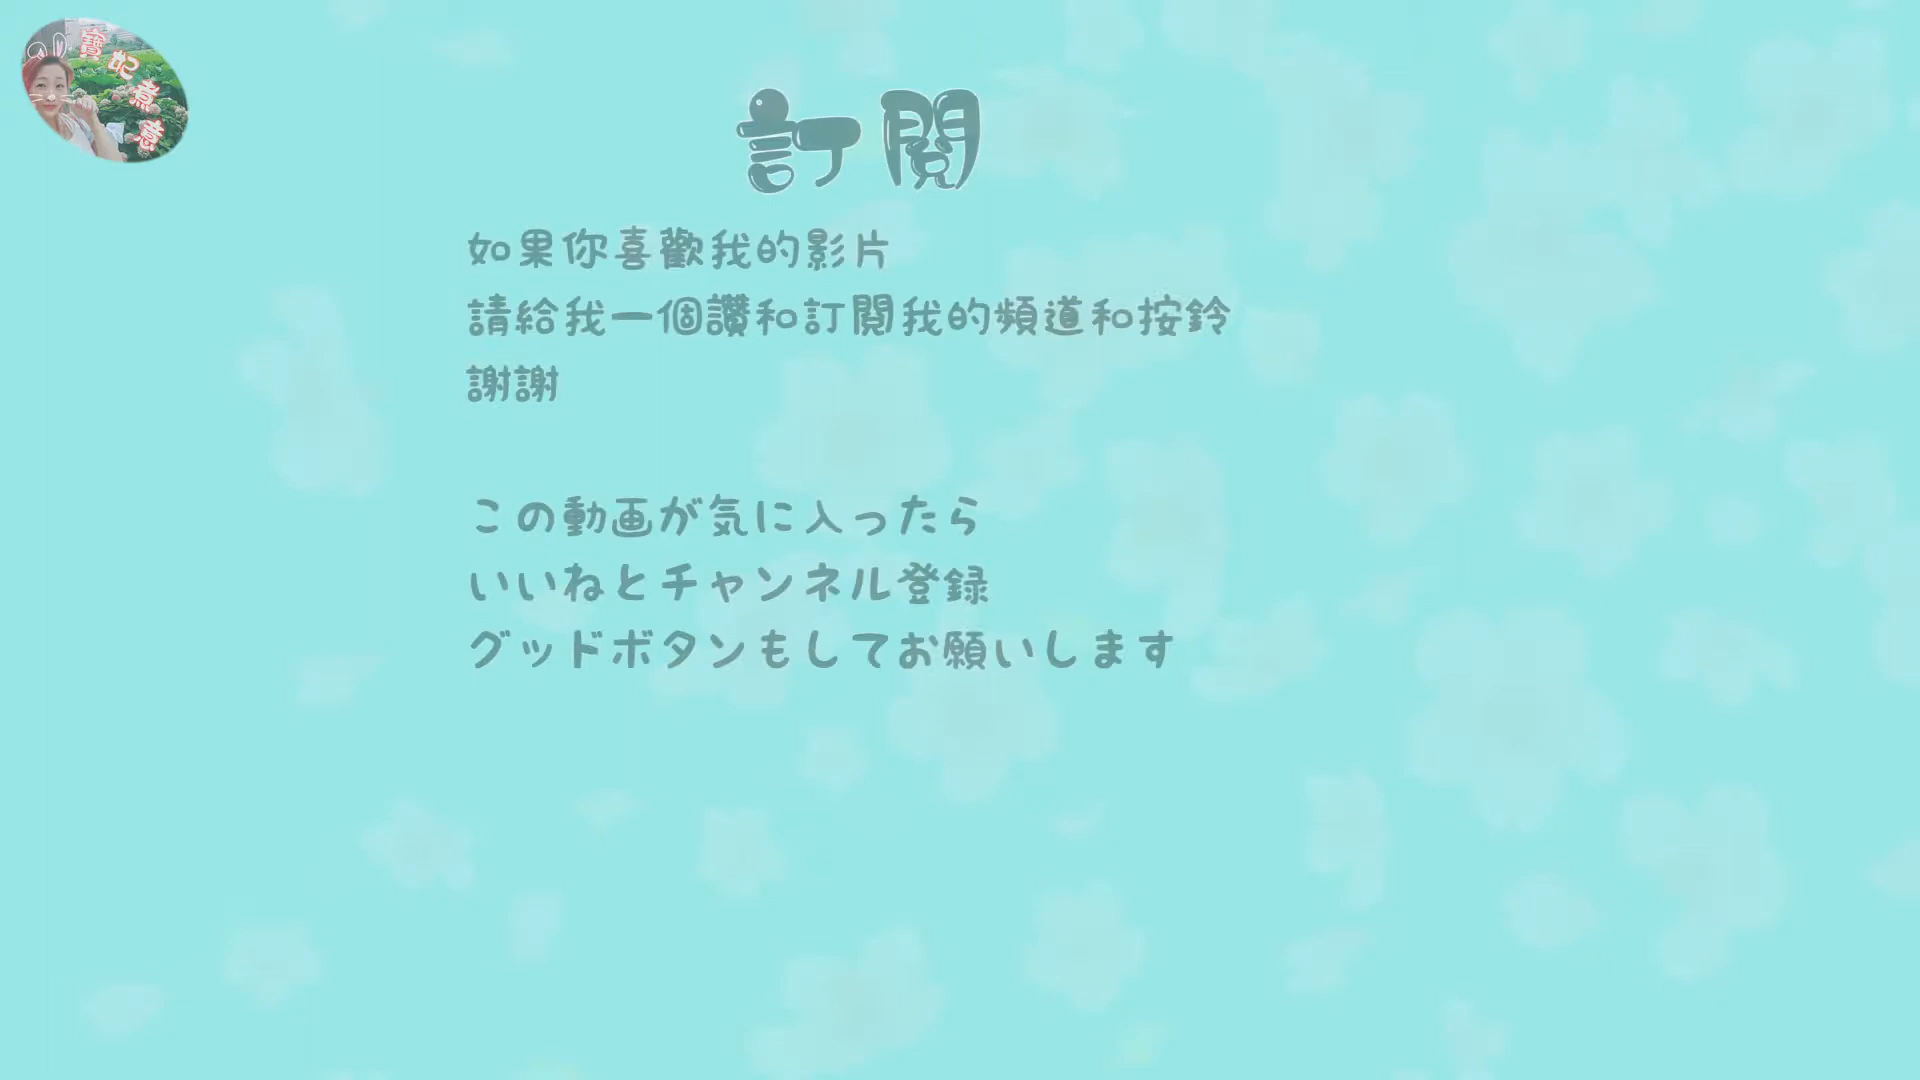 寶妃煮意
訂閱
如果你喜歡我的影片
請給我一個讚和訂閱我的頻道和按鈴
謝謝
この動画が気に入ったら
いいねとチャンネル登録
グッドボタンもしてお願いします